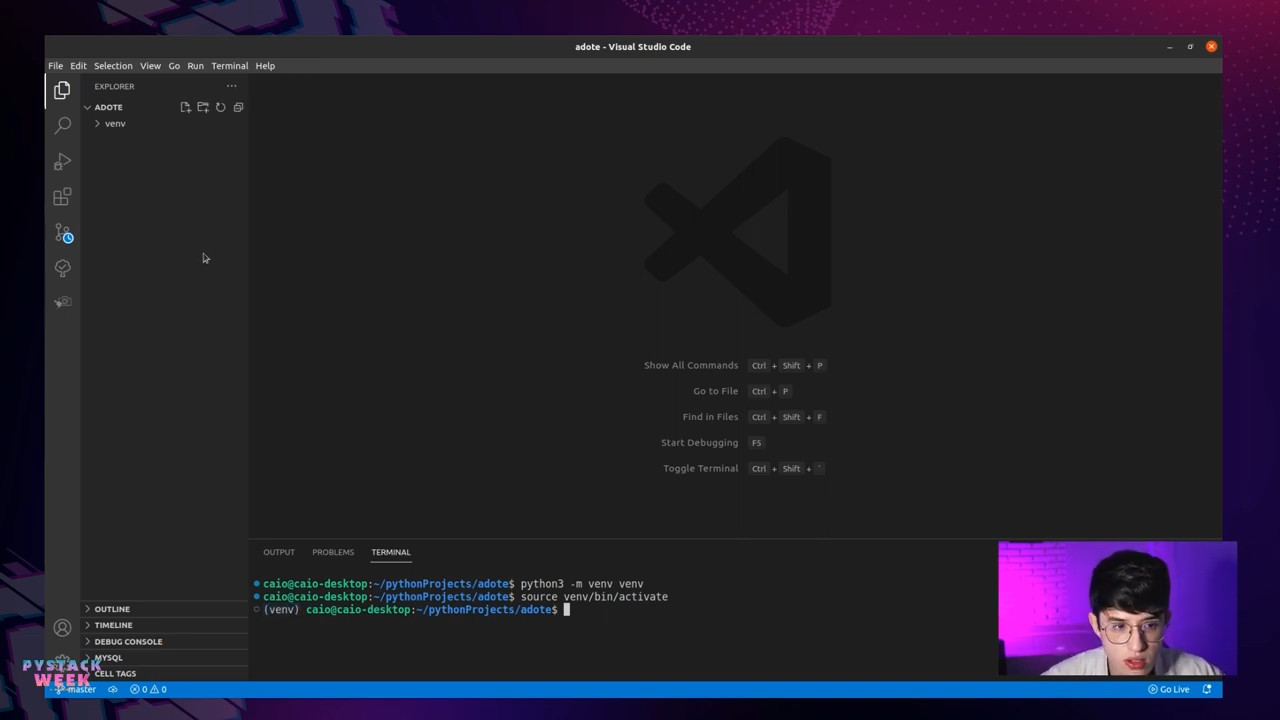 adote - Visual Studio Code
File Edit Selection View Go Run Terminal Help
EXPLORER
ADOTE
venv
Show All Commands Ctrl + Shift + P
Go to File Ctrl + P
Find in Files Ctrl + Shift + F
Start Debugging F5
Toggle Terminal Ctrl + Shift + `
OUTPUT PROBLEMS TERMINAL
caio@caio-desktop:~/pythonProjects/adote$ python3 -m venv venv
caio@caio-desktop:~/pythonProjects/adote$ source venv/bin/activate
(venv) caio@caio-desktop:~/pythonProjects/adote$
OUTLINE
TIMELINE
DEBUG CONSOLE
MYSQL
CELL TAGS
PYSTACK
WEEK
master 0 0 Go Live